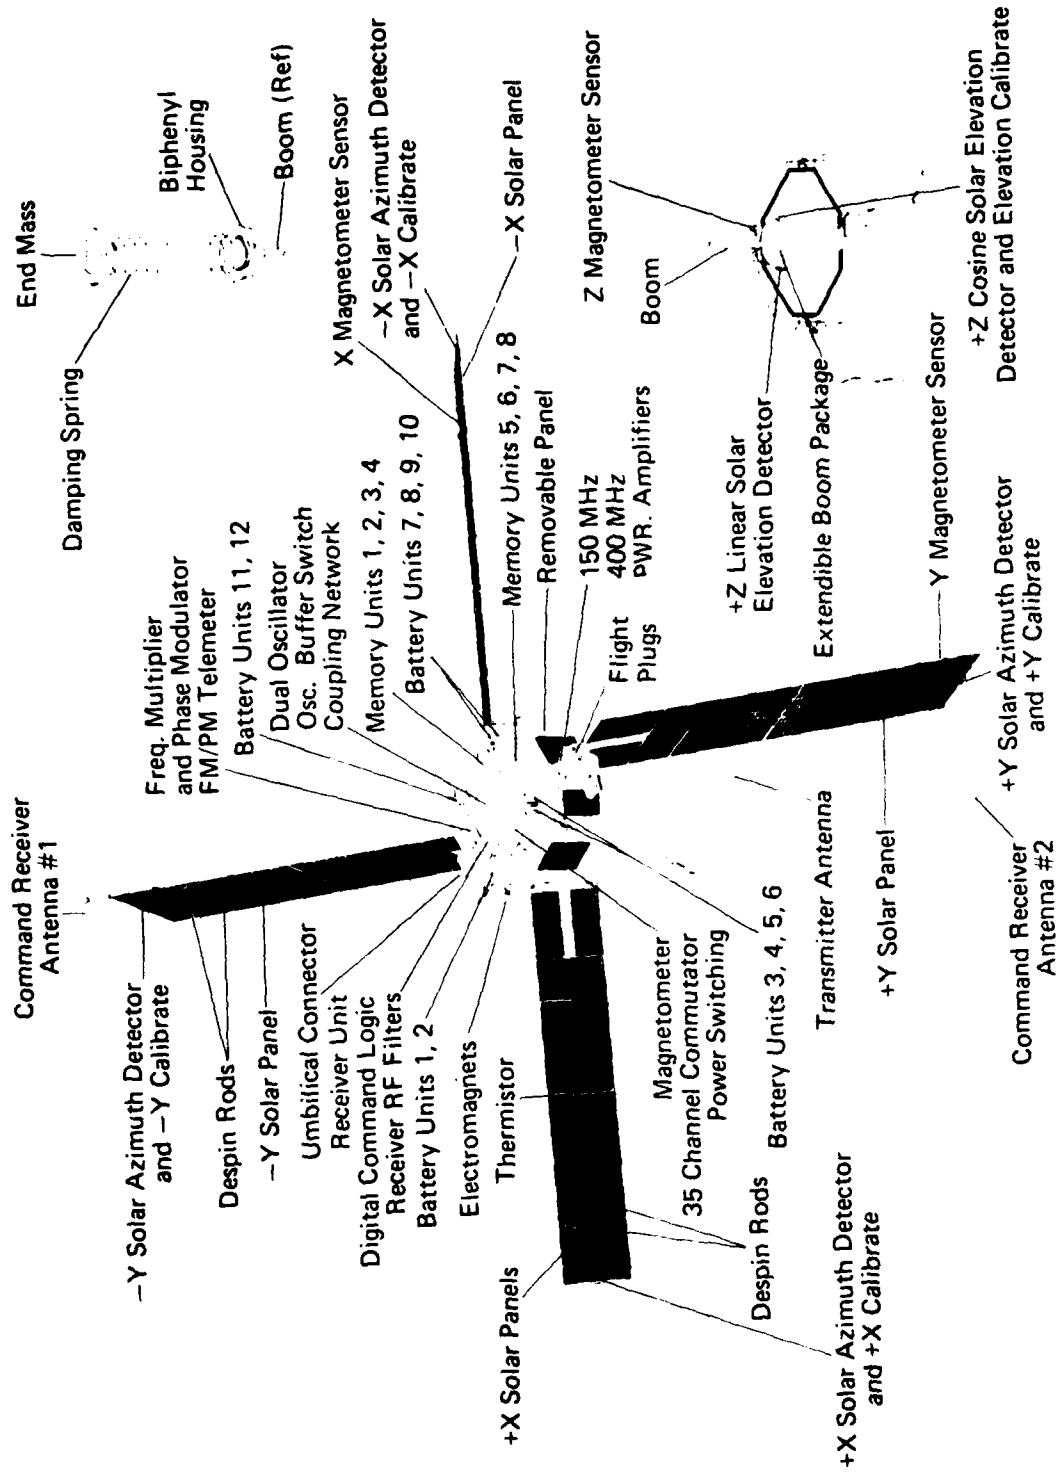 Command Receiver
Antenna #1
−Y Solar Azimuth Detector
and −Y Calibrate
Despin Rods
−Y Solar Panel
Umbilical Connector
Receiver Unit
Digital Command Logic
Receiver RF Filters
Battery Units 1, 2
Electromagnets
Thermistor
+X Solar Panels
Freq. Multiplier
and Phase Modulator
FM/PM Telemeter
Battery Units 11, 12
Dual Oscillator
Osc. Buffer Switch
Coupling Network
Memory Units 1, 2, 3, 4
Battery Units 7, 8, 9, 10
End Mass
Damping Spring
Biphenyl
Housing
Boom (Ref)
X Magnetometer Sensor
−X Solar Azimuth Detector
and −X Calibrate
−X Solar Panel
Memory Units 5, 6, 7, 8
Removable Panel
150 MHz
400 MHz
PWR. Amplifiers
Flight
Plugs
Z Magnetometer Sensor
Boom
+Z Linear Solar
Elevation Detector
Extendible Boom Package
+Z Cosine Solar Elevation
Detector and Elevation Calibrate
Y Magnetometer Sensor
+Y Solar Azimuth Detector
and +Y Calibrate
Magnetometer
35 Channel Commutator
Power Switching
Battery Units 3, 4, 5, 6
Transmitter Antenna
+Y Solar Panel
Command Receiver
Antenna #2
Despin Rods
+X Solar Azimuth Detector
and +X Calibrate